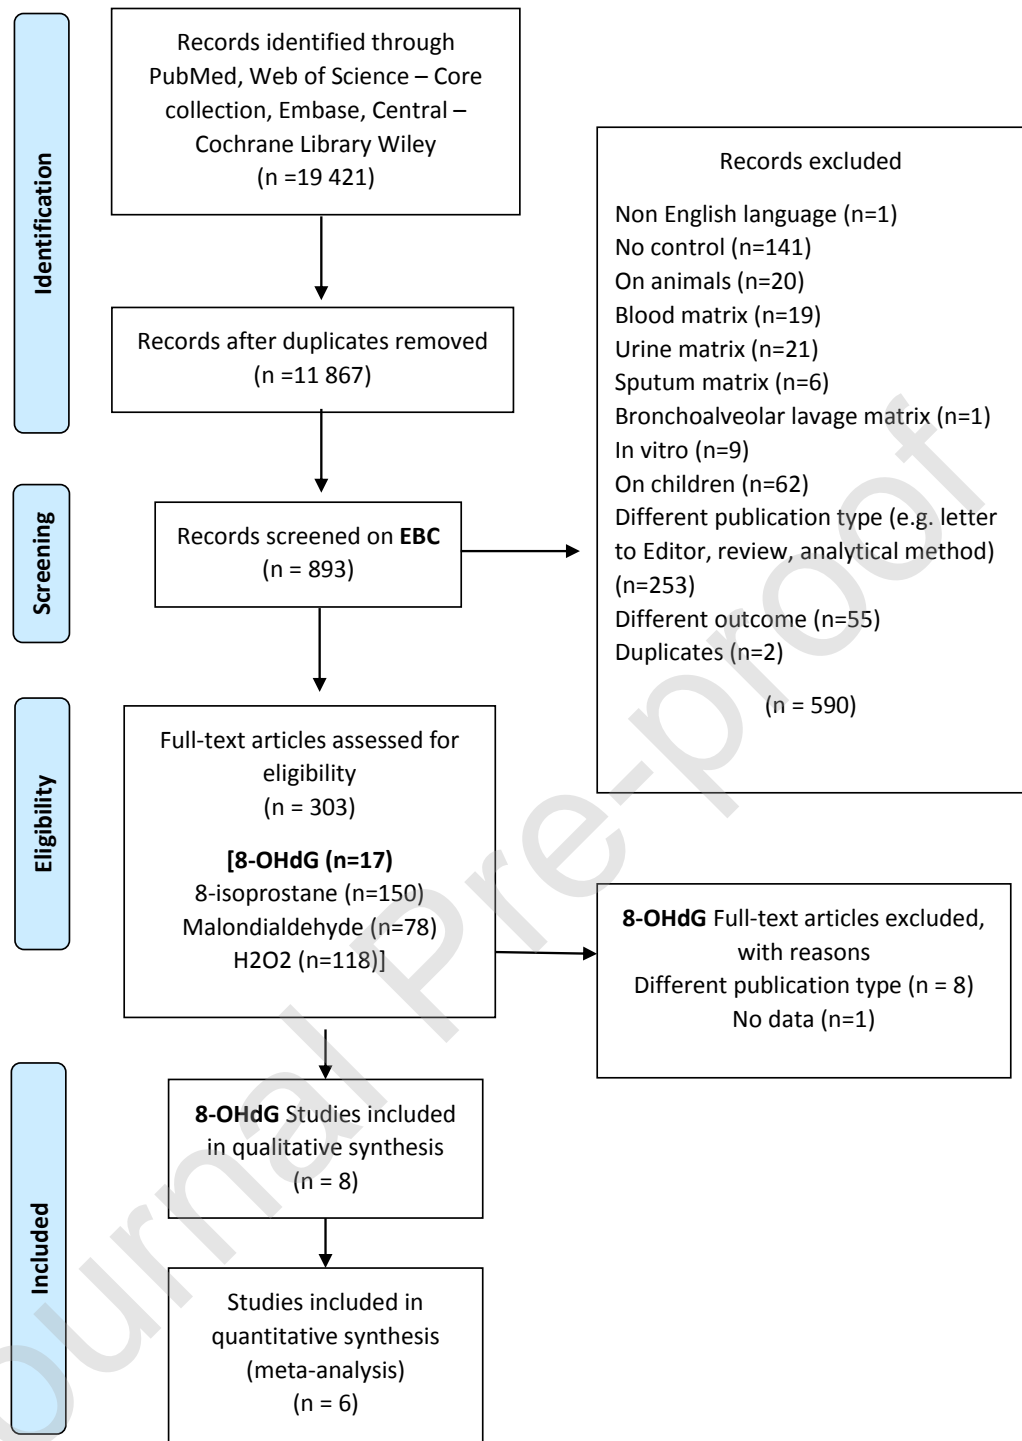 Identification
Records identified through
PubMed, Web of Science – Core
collection, Embase, Central –
Cochrane Library Wiley
(n =19 421)
Records after duplicates removed
(n =11 867)
Screening
Records screened on EBC
(n = 893)
Records excluded
Non English language (n=1)
No control (n=141)
On animals (n=20)
Blood matrix (n=19)
Urine matrix (n=21)
Sputum matrix (n=6)
Bronchoalveolar lavage matrix (n=1)
In vitro (n=9)
On children (n=62)
Different publication type (e.g. letter
to Editor, review, analytical method)
(n=253)
Different outcome (n=55)
Duplicates (n=2)
(n = 590)
Eligibility
Full-text articles assessed for
eligibility
(n = 303)
[8-OHdG (n=17)
8-isoprostane (n=150)
Malondialdehyde (n=78)
H2O2 (n=118)]
8-OHdG Full-text articles excluded,
with reasons
Different publication type (n = 8)
No data (n=1)
Included
8-OHdG Studies included
in qualitative synthesis
(n = 8)
Studies included in
quantitative synthesis
(meta-analysis)
(n = 6)
Journal Pre-proof